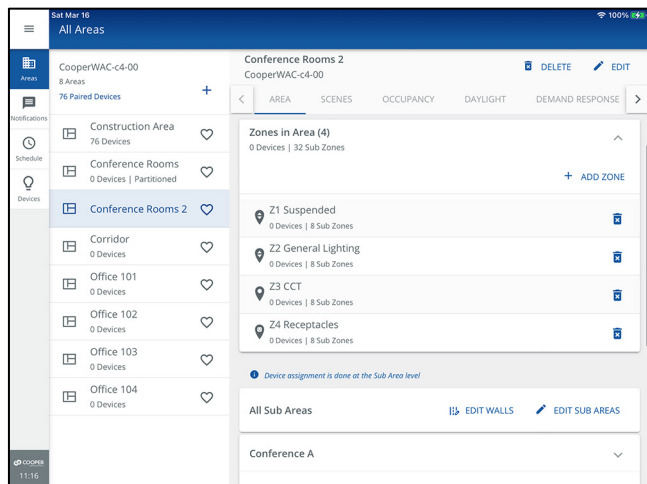 Sat Mar 16
100%
All Areas
Areas
Notifications
Schedule
Devices
COOPER
11:16
CooperWAC-c4-00
8 Areas
76 Paired Devices
+
Construction Area
76 Devices
Conference Rooms
0 Devices | Partitioned
Conference Rooms 2
Corridor
0 Devices
Office 101
0 Devices
Office 102
0 Devices
Office 103
0 Devices
Office 104
0 Devices
Conference Rooms 2
CooperWAC-c4-00
DELETE
EDIT
AREA SCENES OCCUPANCY DAYLIGHT DEMAND RESPONSE
Zones in Area (4)
0 Devices | 32 Sub Zones
+ ADD ZONE
Z1 Suspended
0 Devices | 8 Sub Zones
Z2 General Lighting
0 Devices | 8 Sub Zones
Z3 CCT
0 Devices | 8 Sub Zones
Z4 Receptacles
0 Devices | 8 Sub Zones
Device assignment is done at the Sub Area level
All Sub Areas EDIT WALLS EDIT SUB AREAS
Conference A